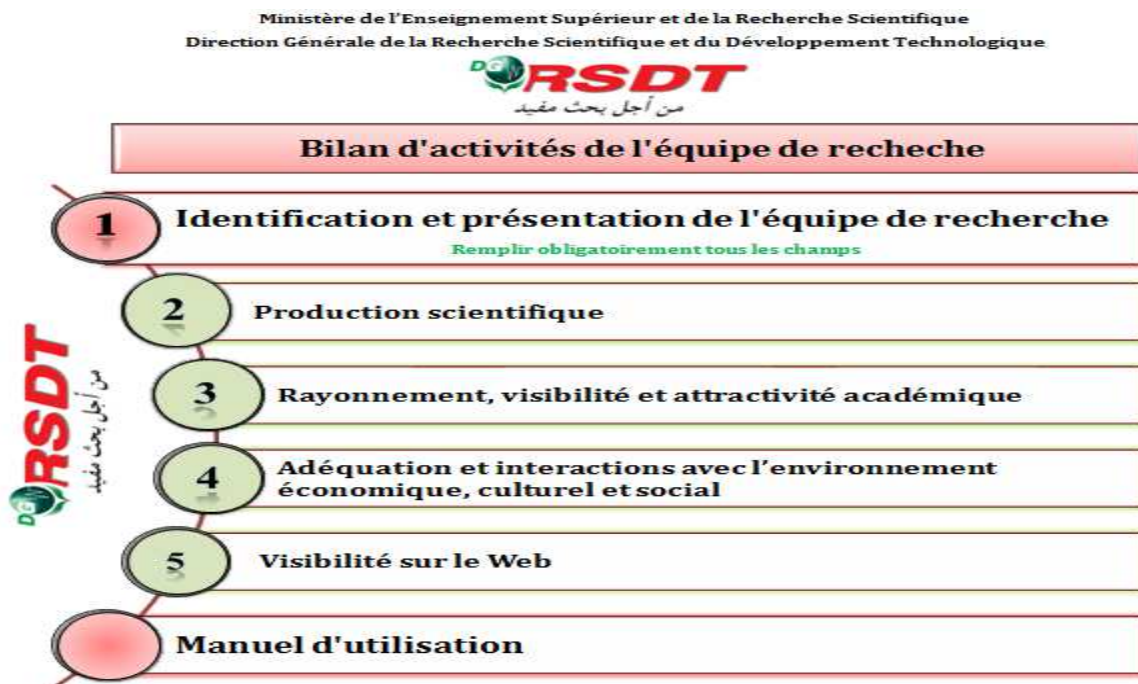 Ministère de l'Enseignement Supérieur et de la Recherche Scientifique
Direction Générale de la Recherche Scientifique et du Développement Technologique
DG RSDT
من أجل بحث مفيد
Bilan d'activités de l'équipe de recheche
1
Identification et présentation de l'équipe de recherche
Remplir obligatoirement tous les champs
2
Production scientifique
3
Rayonnement, visibilité et attractivité académique
4
Adéquation et interactions avec l’environnement
économique, culturel et social
5
Visibilité sur le Web
Manuel d'utilisation
DG RSDT
من أجل بحث مفيد